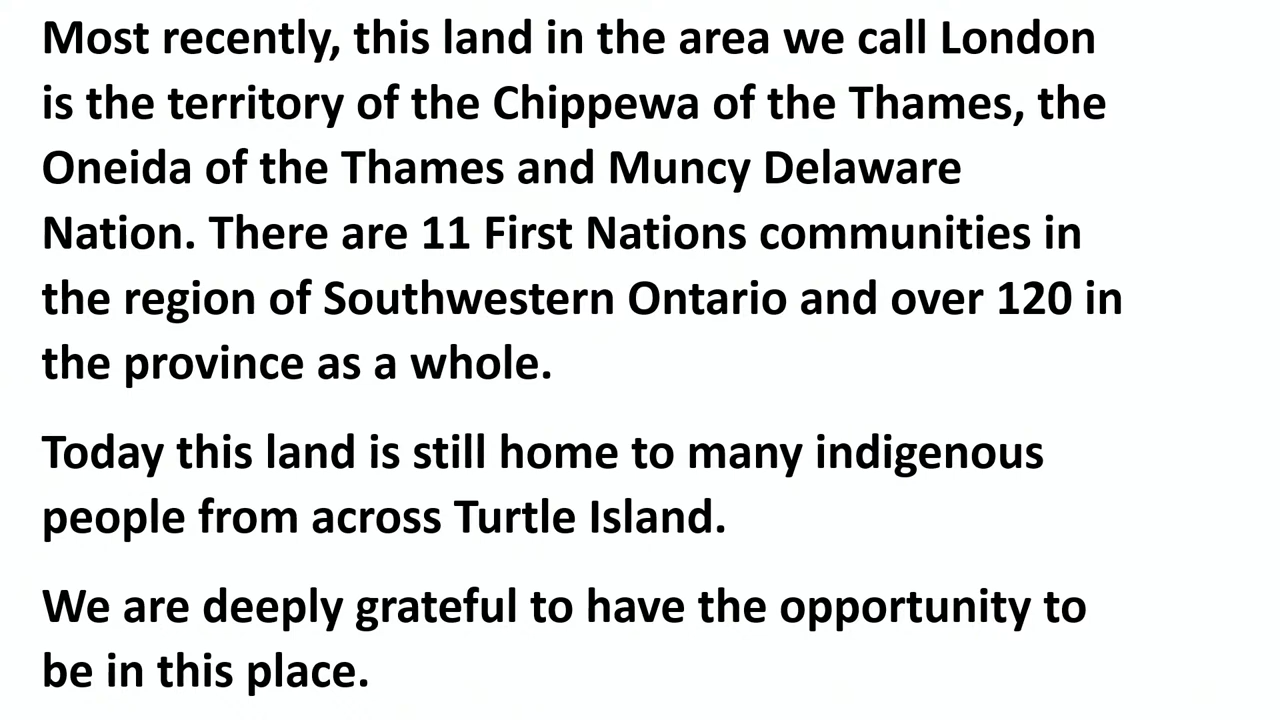 Most recently, this land in the area we call London
is the territory of the Chippewa of the Thames, the
Oneida of the Thames and Muncy Delaware
Nation. There are 11 First Nations communities in
the region of Southwestern Ontario and over 120 in
the province as a whole.
Today this land is still home to many indigenous
people from across Turtle Island.
We are deeply grateful to have the opportunity to
be in this place.